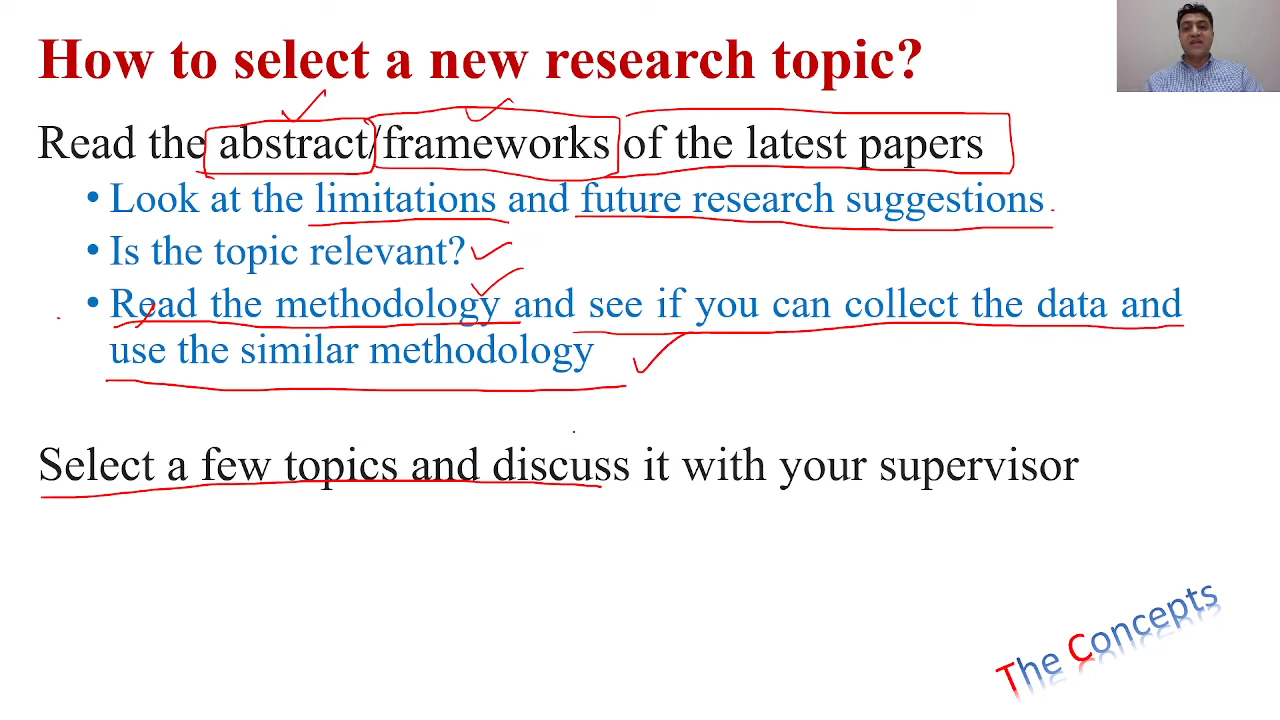 How to select a new research topic?
Read the abstract/frameworks of the latest papers
• Look at the limitations and future research suggestions
• Is the topic relevant?
• Read the methodology and see if you can collect the data and
use the similar methodology
Select a few topics and discuss it with your supervisor
The Concepts